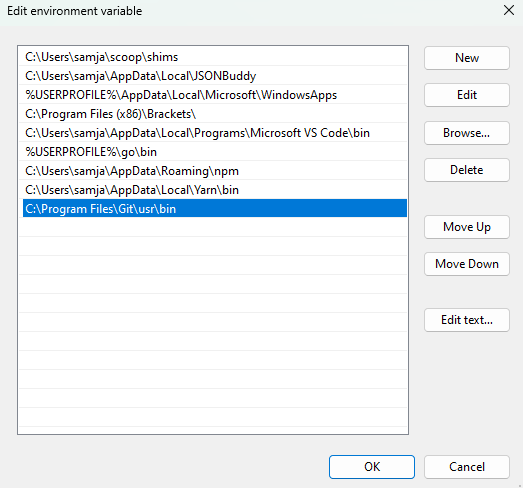 Edit environment variable
C:\Users\samja\scoop\shims
C:\Users\samja\AppData\Local\JSONBuddy
%USERPROFILE%\AppData\Local\Microsoft\WindowsApps
C:\Program Files (x86)\Brackets\
C:\Users\samja\AppData\Local\Programs\Microsoft VS Code\bin
%USERPROFILE%\go\bin
C:\Users\samja\AppData\Roaming\npm
C:\Users\samja\AppData\Local\Yarn\bin
C:\Program Files\Git\usr\bin
New
Edit
Browse...
Delete
Move Up
Move Down
Edit text...
OK
Cancel